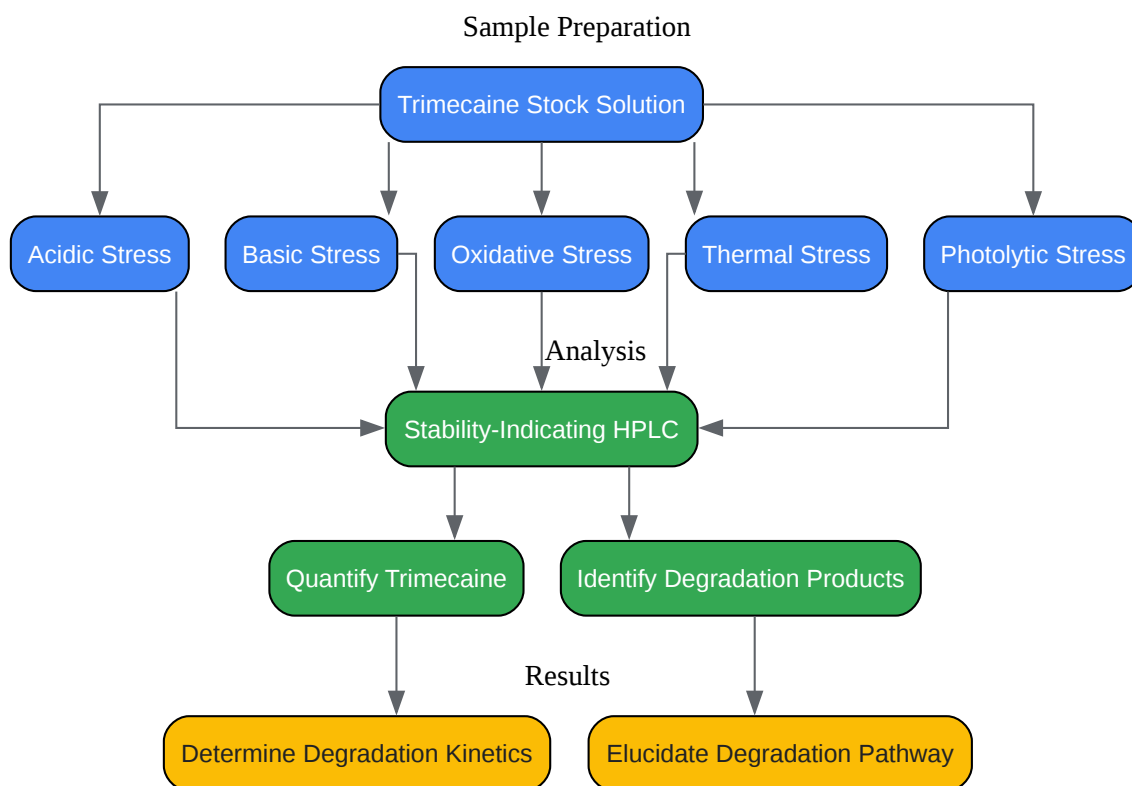 Sample Preparation
Trimecaine Stock Solution
Acidic Stress
Basic Stress
Oxidative Stress
Thermal Stress
Photolytic Stress
Analysis
Stability-Indicating HPLC
Quantify Trimecaine
Identify Degradation Products
Results
Determine Degradation Kinetics
Elucidate Degradation Pathway